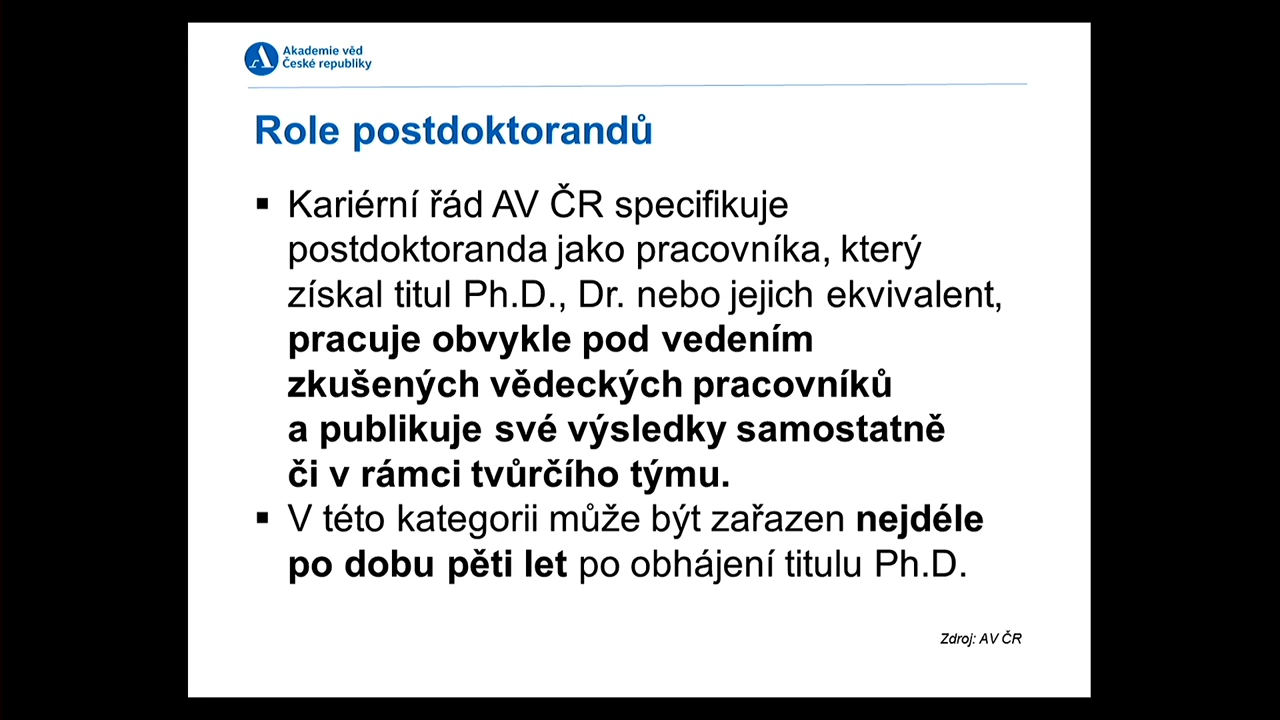 Akademie věd
České republiky
Role postdoktorandů
▪ Kariérní řád AV ČR specifikuje
postdoktoranda jako pracovníka, který
získal titul Ph.D., Dr. nebo jejich ekvivalent,
pracuje obvykle pod vedením
zkušených vědeckých pracovníků
a publikuje své výsledky samostatně
či v rámci tvůrčího týmu.
▪ V této kategorii může být zařazen nejdéle
po dobu pěti let po obhájení titulu Ph.D.
Zdroj: AV ČR